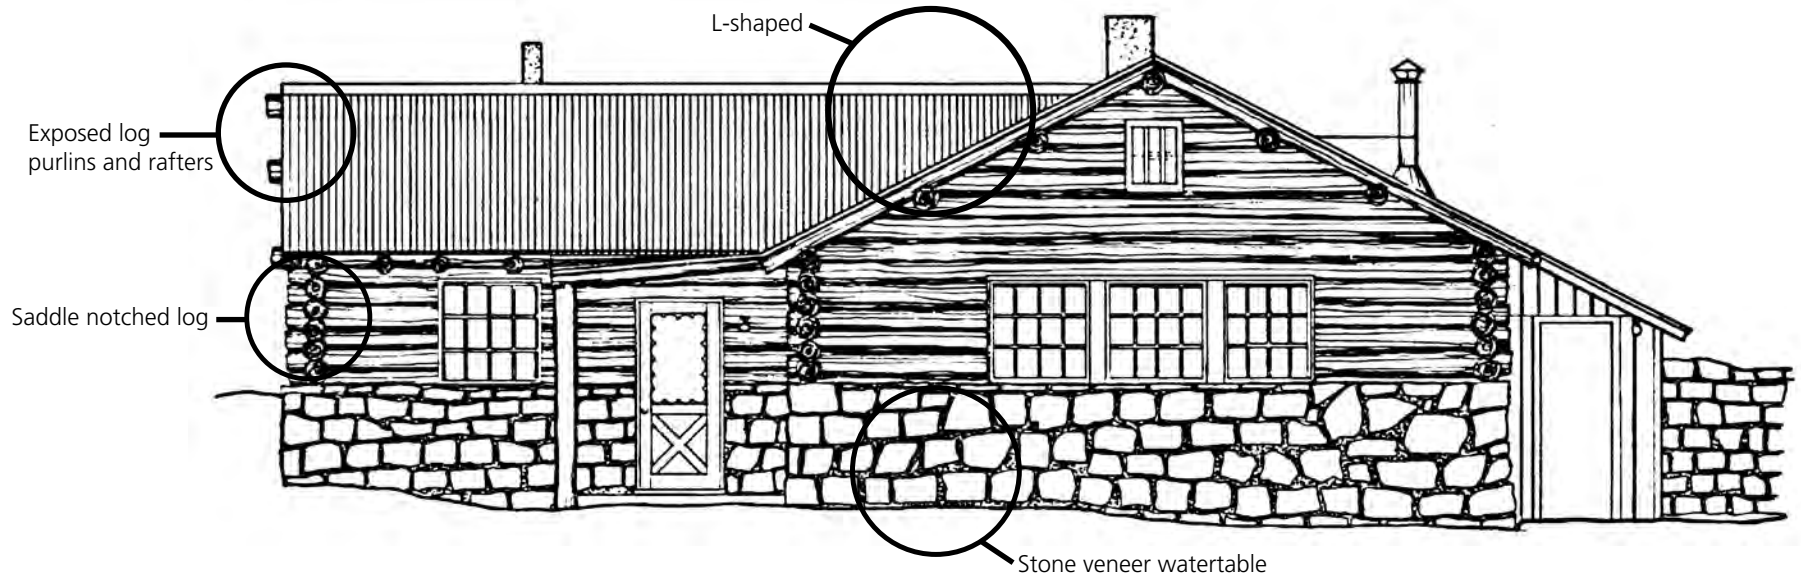 L-shaped
Exposed log
purlins and rafters
Saddle notched log
Stone veneer watertable